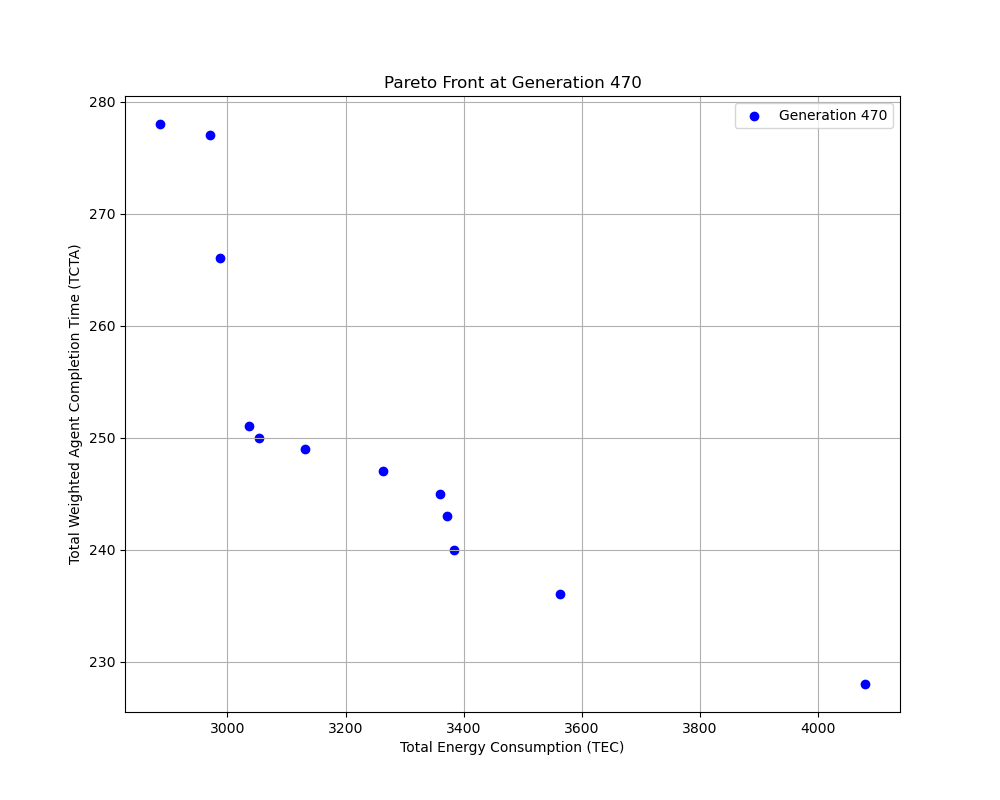 Pareto Front at Generation 470
Generation 470
Total Weighted Agent Completion Time (TCTA)
280
270
260
250
240
230
3000 3200 3400 3600 3800 4000
Total Energy Consumption (TEC)